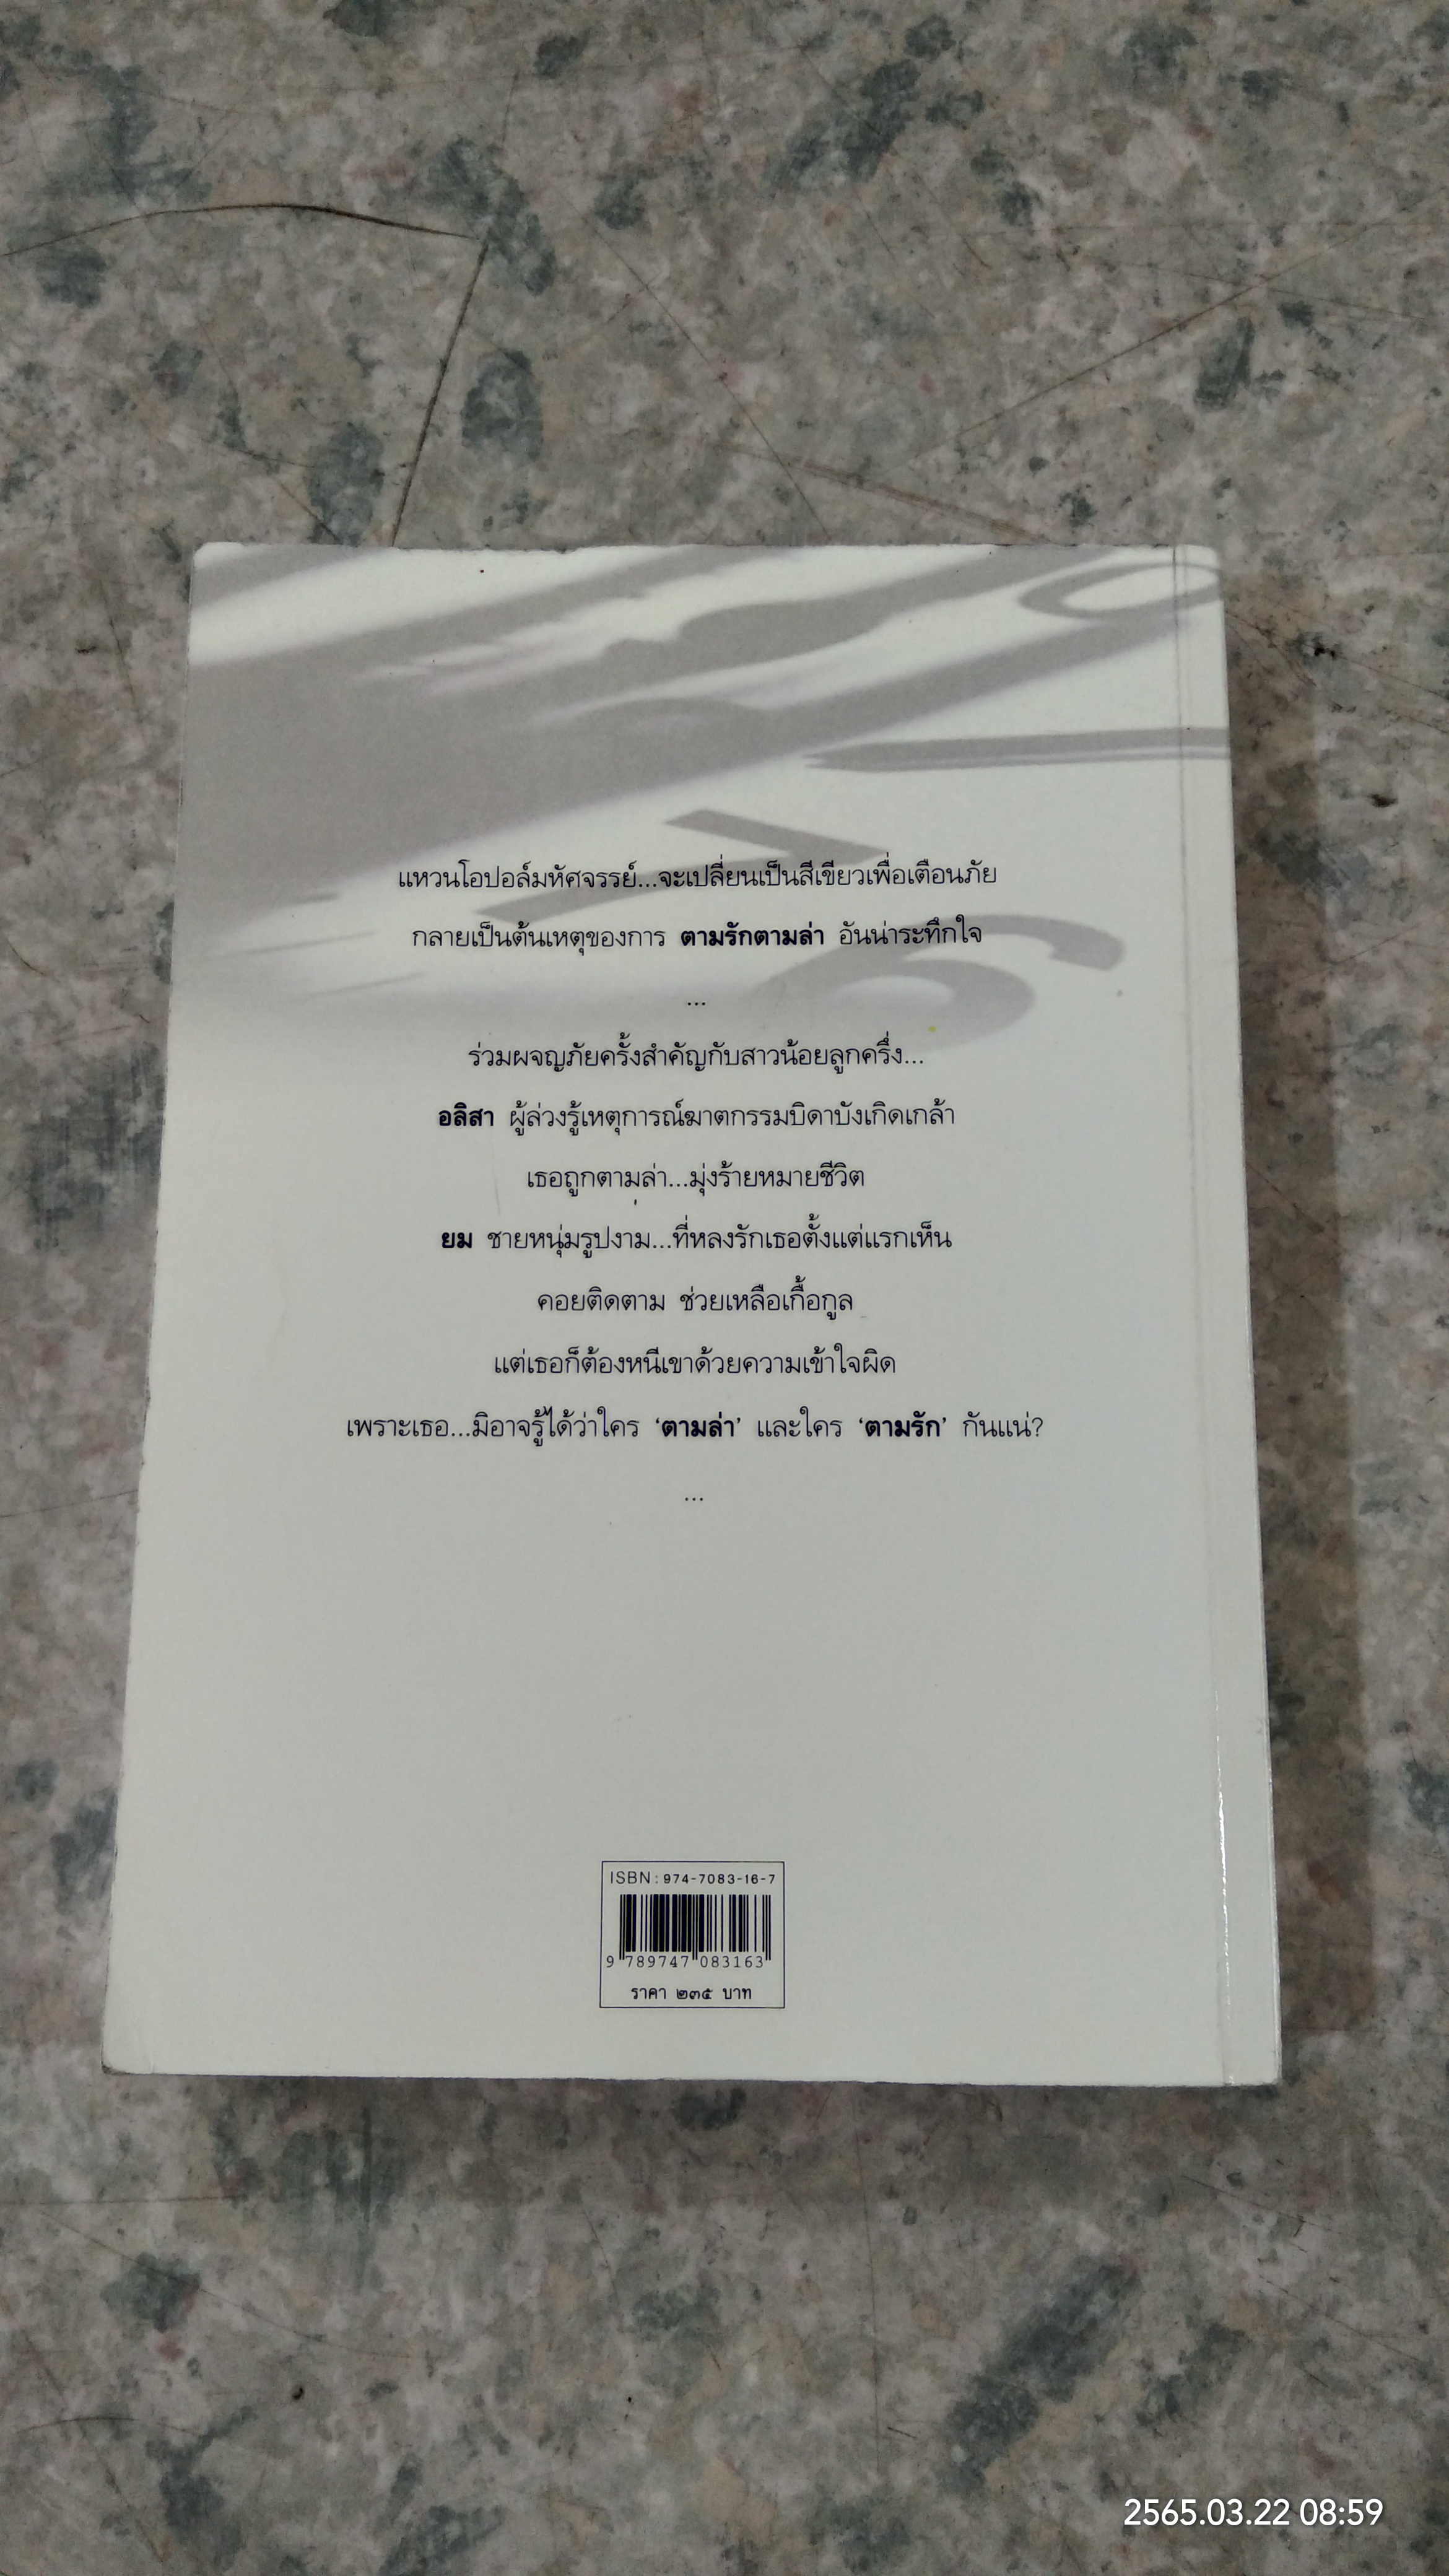 แหวนโอปอล์มหัศจรรย์...จะเปลี่ยนเป็นสีเขียวเพื่อเตือนภัย
กลายเป็นต้นเหตุของการ ตามรักตามล่า อันน่าระทึกใจ
...
ร่วมผจญภัยครั้งสำคัญกับสาวน้อยลูกครึ่ง...
อลิสา ผู้ล่วงรู้เหตุการณ์ฆาตกรรมบิดาบังเกิดเกล้า
เธอถูกตามล่า...มุ่งร้ายหมายชีวิต
ยม ชายหนุ่มรูปงาม...ที่หลงรักเธอตั้งแต่แรกเห็น
คอยติดตาม ช่วยเหลือเกื้อกูล
แต่เธอก็ต้องหนีเขาด้วยความเข้าใจผิด
เพราะเธอ...มิอาจรู้ได้ว่าใคร ‘ตามล่า’ และใคร ‘ตามรัก’ กันแน่?
...
ISBN : 974-7083-16-7
9 789747 083163
ราคา ๒๓๕ บาท
2565.03.22 08:59